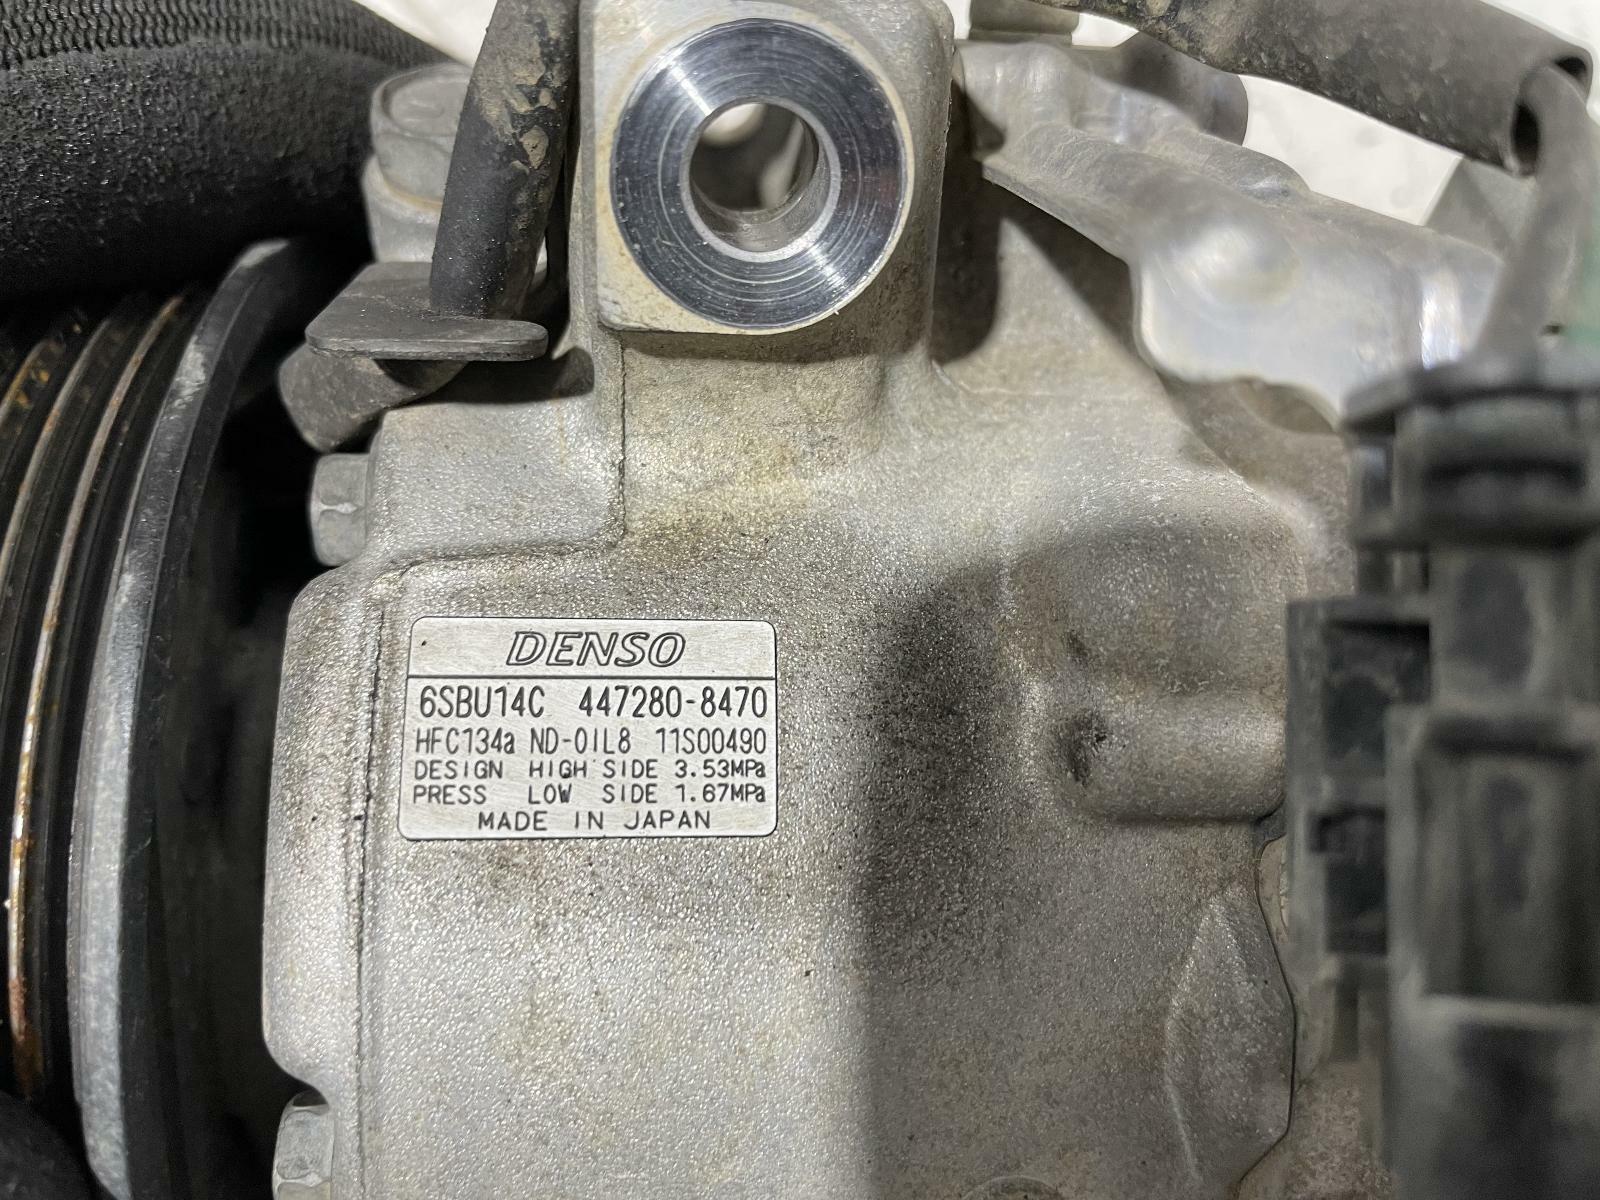 DENSO
6SBU14C 447280-8470
HFC134a ND-OIL8 11S00490
DESIGN HIGH SIDE 3.53MPa
PRESS LOW SIDE 1.67MPa
MADE IN JAPAN